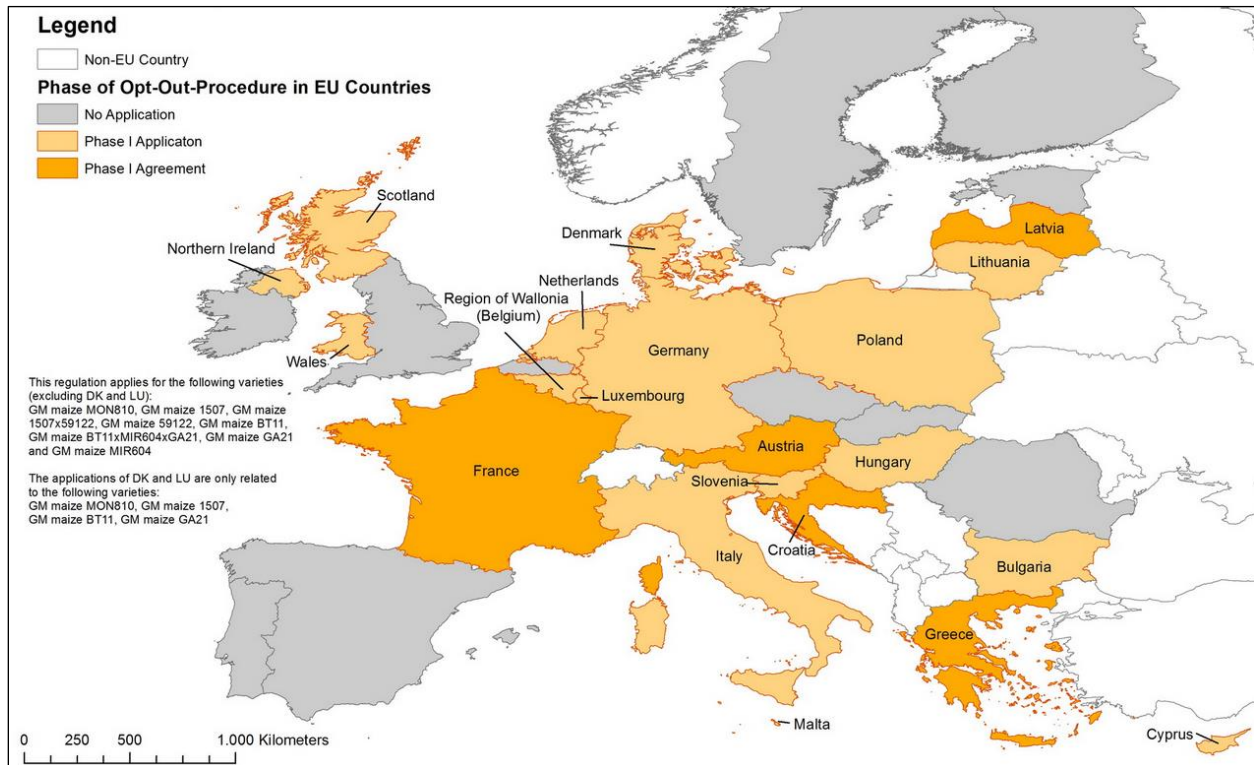 Legend
Non-EU Country
Phase of Opt-Out-Procedure in EU Countries
No Application
Phase I Applicaton
Phase I Agreement
Scotland
Northern Ireland
Denmark
Latvia
Lithuania
Netherlands
Region of Wallonia
(Belgium)
Wales
Germany
Poland
Luxembourg
This regulation applies for the following varieties
(excluding DK and LU):
GM maize MON810, GM maize 1507, GM maize
1507x59122, GM maize 59122, GM maize BT11,
GM maize BT11xMIR604xGA21, GM maize GA21
and GM maize MIR604
The applications of DK and LU are only related
to the following varieties:
GM maize MON810, GM maize 1507,
GM maize BT11, GM maize GA21
France
Austria
Hungary
Slovenia
Croatia
Italy
Bulgaria
Greece
Malta
Cyprus
0 250 500 1.000 Kilometers